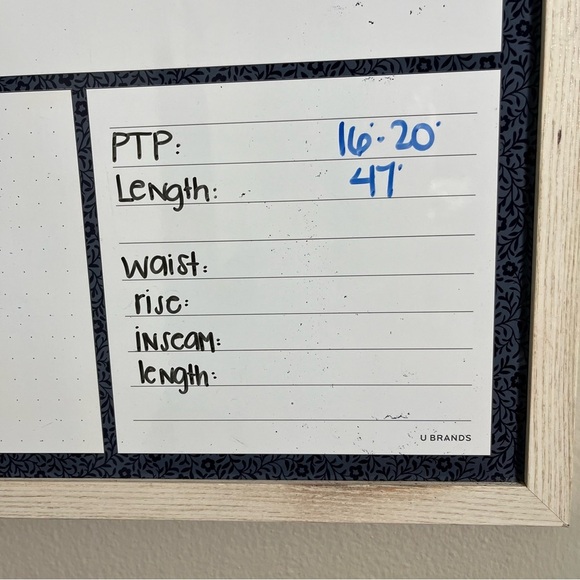 PTP: 16"-20"
Length: 47"
waist:
rise:
inseam:
length:
U BRANDS